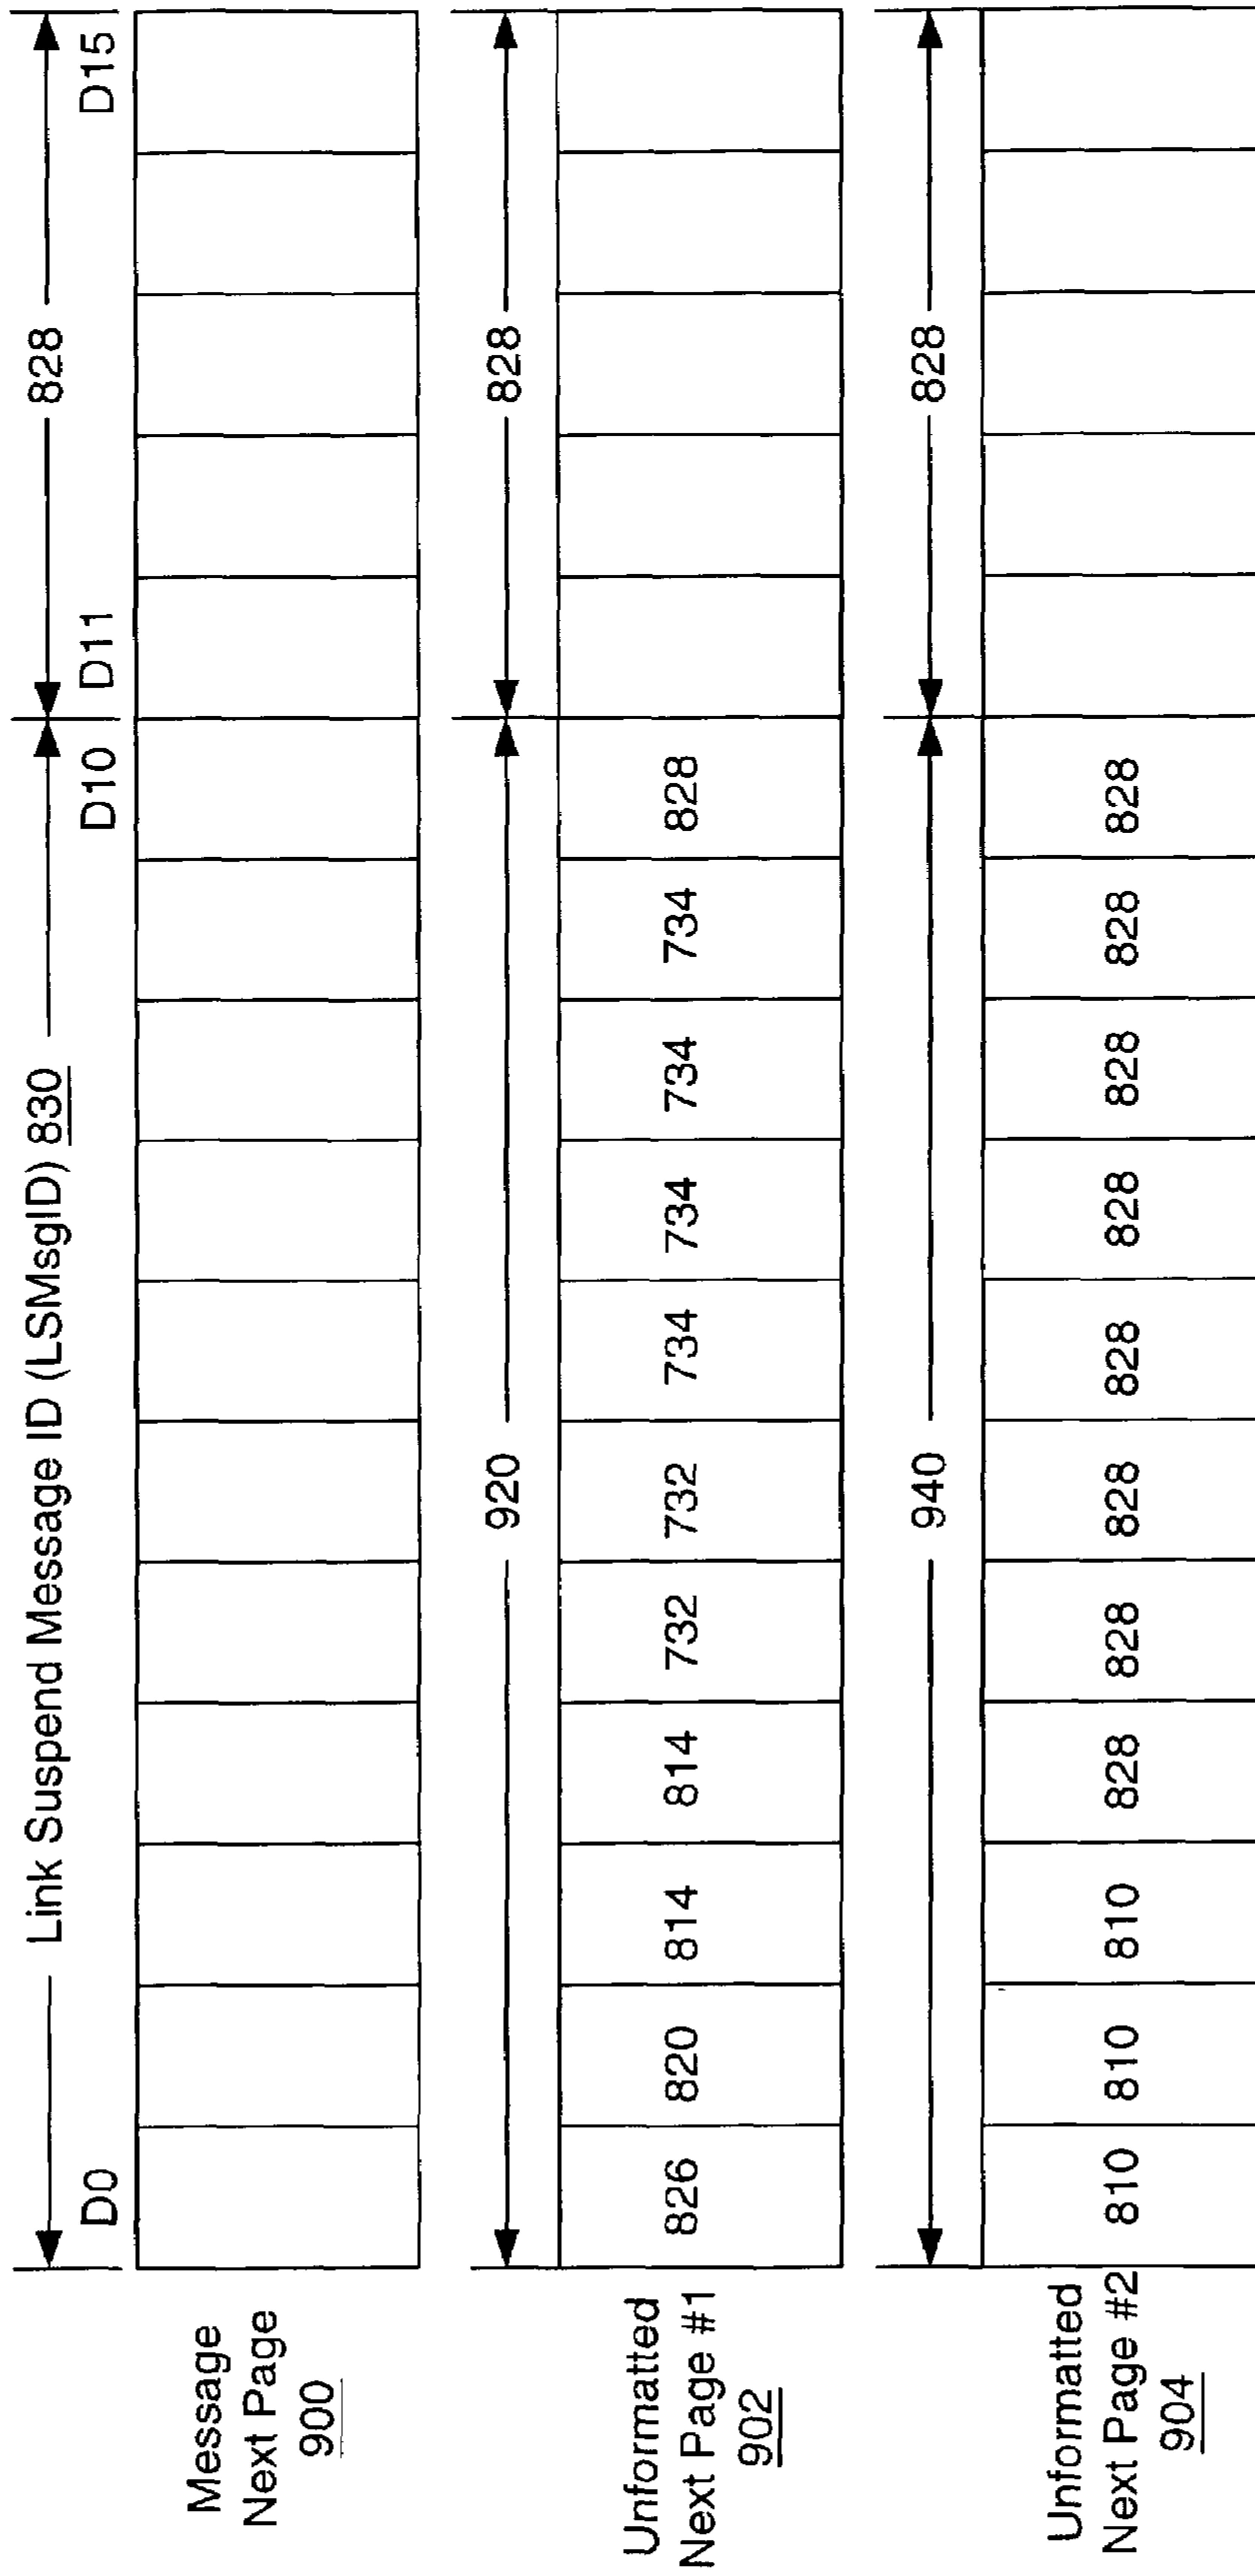 Link Suspend Message ID (LSMsgID) 830 828
D0 D10 D11 D15
Message
Next Page
900
920 828
Unformatted
Next Page #1
902
826 820 814 814 732 732 734 734 734 734 828
940 828
Unformatted
Next Page #2
904
810 810 810 828 828 828 828 828 828 828 828